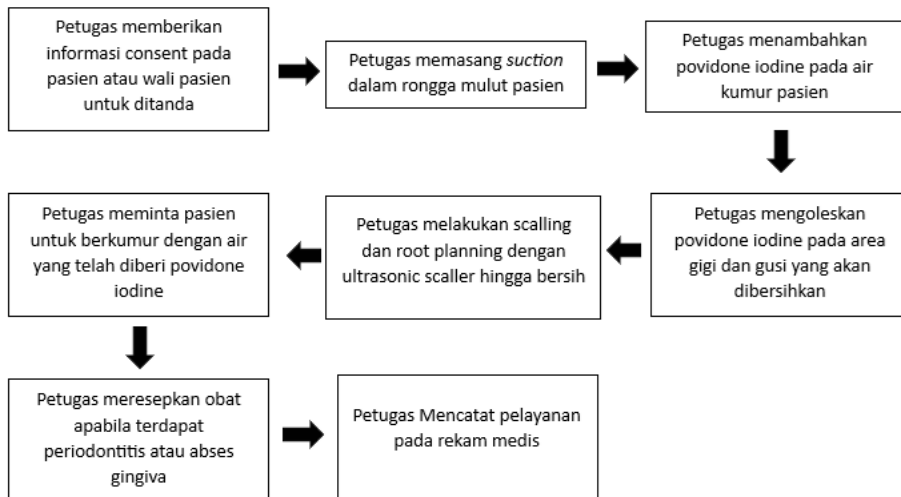 Petugas memberikan
informasi consent pada
pasien atau wali pasien
untuk ditanda
Petugas memasang suction
dalam rongga mulut pasien
Petugas menambahkan
povidone iodine pada air
kumur pasien
Petugas mengoleskan
povidone iodine pada area
gigi dan gusi yang akan
dibersihkan
Petugas melakukan scalling
dan root planning dengan
ultrasonic scaller hingga bersih
Petugas meminta pasien
untuk berkumur dengan air
yang telah diberi povidone
iodine
Petugas meresepkan obat
apabila terdapat
periodontitis atau abses
gingiva
Petugas Mencatat pelayanan
pada rekam medis